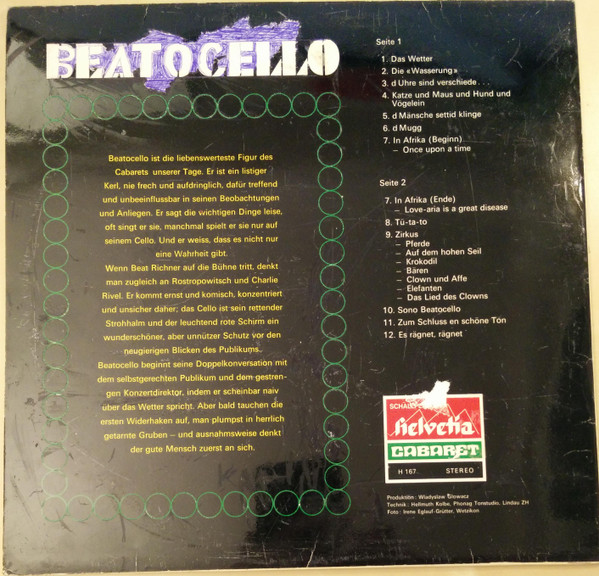 BEATOCELLO
Beatocello ist die liebenswerteste Figur des
Cabarets unserer Tage. Er ist ein listiger
Kerl, nie frech und aufdringlich, dafür treffend
und unbeeinflussbar in seinen Beobachtungen
und Anliegen. Er sagt die wichtigen Dinge leise,
oft singt er sie, manchmal spielt er sie nur auf
seinem Cello. Und er weiss, dass es nicht nur
eine Wahrheit gibt.
Wenn Beat Richner auf die Bühne tritt, denkt
man zugleich an Rostropowitsch und Charlie
Rivel. Er kommt ernst und komisch, konzentriert
und unsicher daher; das Cello ist sein rettender
Strohhalm und der leuchtend rote Schirm ein
wunderschöner, aber unnützer Schutz vor den
neugierigen Blicken des Publikums.
Beatocello beginnt seine Doppelkonversation mit
dem selbstgerechten Publikum und dem gestren-
gen Konzertdirektor, indem er scheinbar naiv
über das Wetter spricht. Aber bald tauchen die
ersten Widerhaken auf, man plumpst in herrlich
getarnte Gruben – und ausnahmsweise denkt
der gute Mensch zuerst an sich.
Seite 1
1. Das Wetter
2. Die «Wasserung»
3. d Uhre sind verschiede . . .
4. Katze und Maus und Hund und
Vögelein
5. d Mänsche settid klinge
6. d Mugg
7. In Afrika (Beginn)
– Once upon a time
Seite 2
7. In Afrika (Ende)
– Love-aria is a great disease
8. Tü-ta-to
9. Zirkus
– Pferde
– Auf dem hohen Seil
– Krokodil
– Bären
– Clown und Affe
– Elefanten
– Das Lied des Clowns
10. Sono Beatocello
11. Zum Schluss en schöne Tön
12. Es rägnet, rägnet
helvetia
CABARET
H 167 STEREO
Produktion: Wladyslaw Glowacz
Technik: Hellmuth Kolbe, Phonag Tonstudio, Lindau ZH
Foto: Irene Eglauf-Grütter, Wetzikon